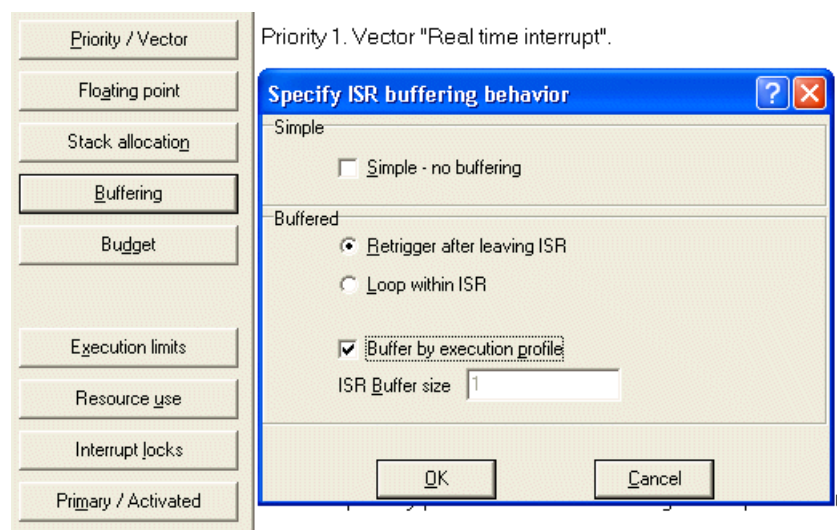 Priority / Vector
Priority 1. Vector "Real time interrupt".
Floating point
Stack allocation
Buffering
Budget
Execution limits
Resource use
Interrupt locks
Primary / Activated
Specify ISR buffering behavior
Simple
Simple - no buffering
Buffered
Retrigger after leaving ISR
Loop within ISR
Buffer by execution profile
ISR Buffer size 1
OK
Cancel